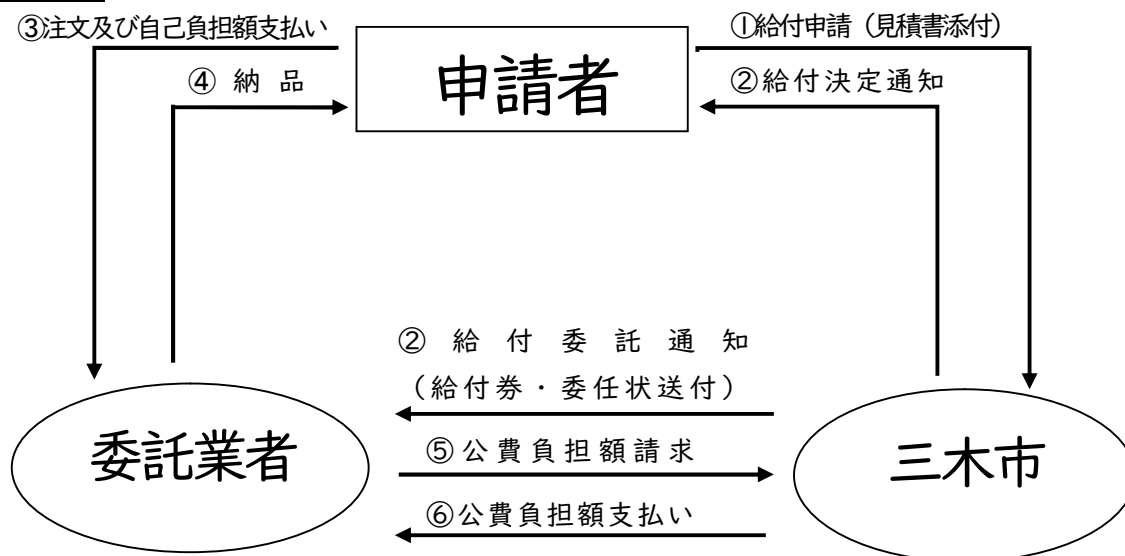 ③注文及び自己負担額支払い
①給付申請（見積書添付）
④納品
申請者
②給付決定通知
②給付委託通知
（給付券・委任状送付）
委託業者
⑤公費負担額請求
三木市
⑥公費負担額支払い